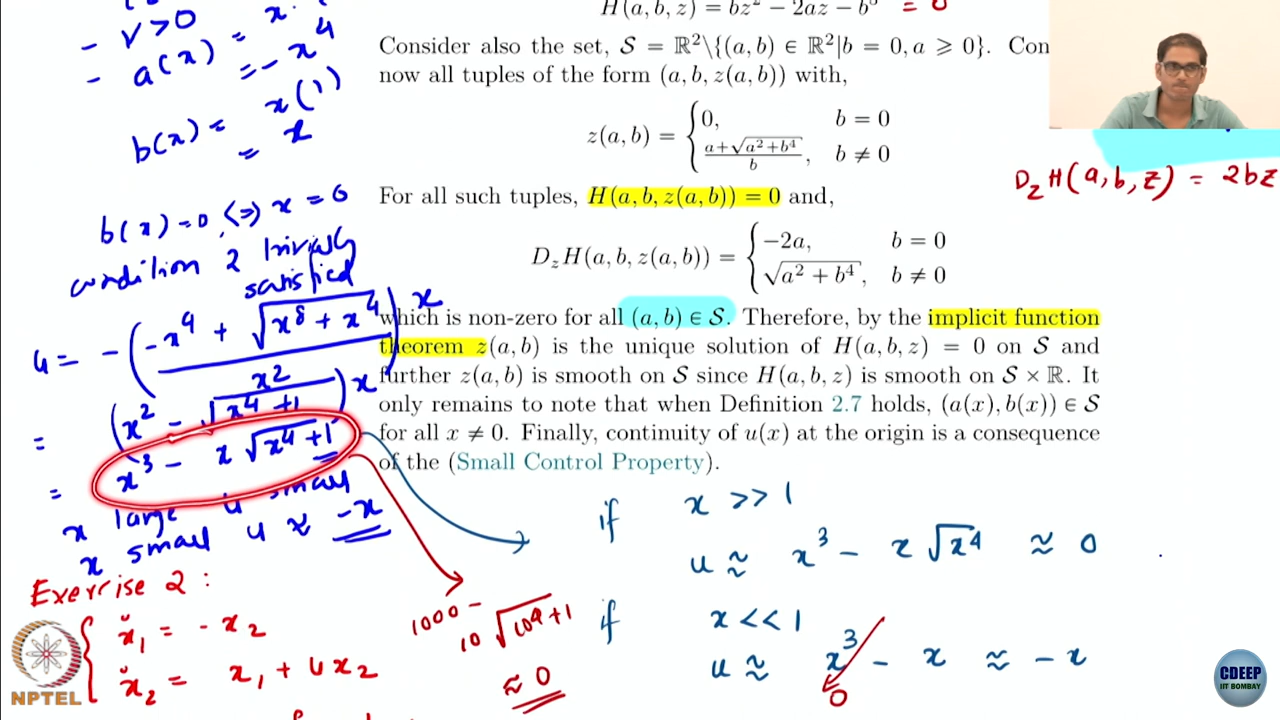 - V > 0
- a(x) = x
= - x⁴
b(x) = x(1)
= x
b(x) = 0 <=> x = 0
condition 2 trivially
satisfied
u = - ( (-x⁴ + √(x⁸ + x⁴)) / x² ) x
= (x² - √(x⁴ + 1)) x
= x³ - x√(x⁴ + 1)
x large u small
x small u ≈ -x
Exercise 2 :
ẋ₁ = - x₂
ẋ₂ = x₁ + u x₂
H(a, b, z) = bz² − 2az − b³ = 0
Consider also the set, S = ℝ²\{(a, b) ∈ ℝ²|b = 0, a ⩾ 0}. Con
now all tuples of the form (a, b, z(a, b)) with,
z(a, b) = { 0, b = 0
(a+√(a²+b⁴))/b, b ≠ 0
For all such tuples, H(a, b, z(a, b)) = 0 and,
D_zH(a, b, z(a, b)) = { −2a, b = 0
√(a² + b⁴), b ≠ 0
which is non-zero for all (a, b) ∈ S. Therefore, by the implicit function
theorem z(a, b) is the unique solution of H(a, b, z) = 0 on S and
further z(a, b) is smooth on S since H(a, b, z) is smooth on S × ℝ. It
only remains to note that when Definition 2.7 holds, (a(x), b(x)) ∈ S
for all x ≠ 0. Finally, continuity of u(x) at the origin is a consequence
of the (Small Control Property).
D_z H(a, b, z) = 2bz
if x >> 1
u ≈ x³ - x√x⁴ ≈ 0
if x << 1
u ≈ x³ - x ≈ -x
0
1000 -
10 √(10⁴+1)
≈ 0
NPTEL
CDEEP
IIT BOMBAY